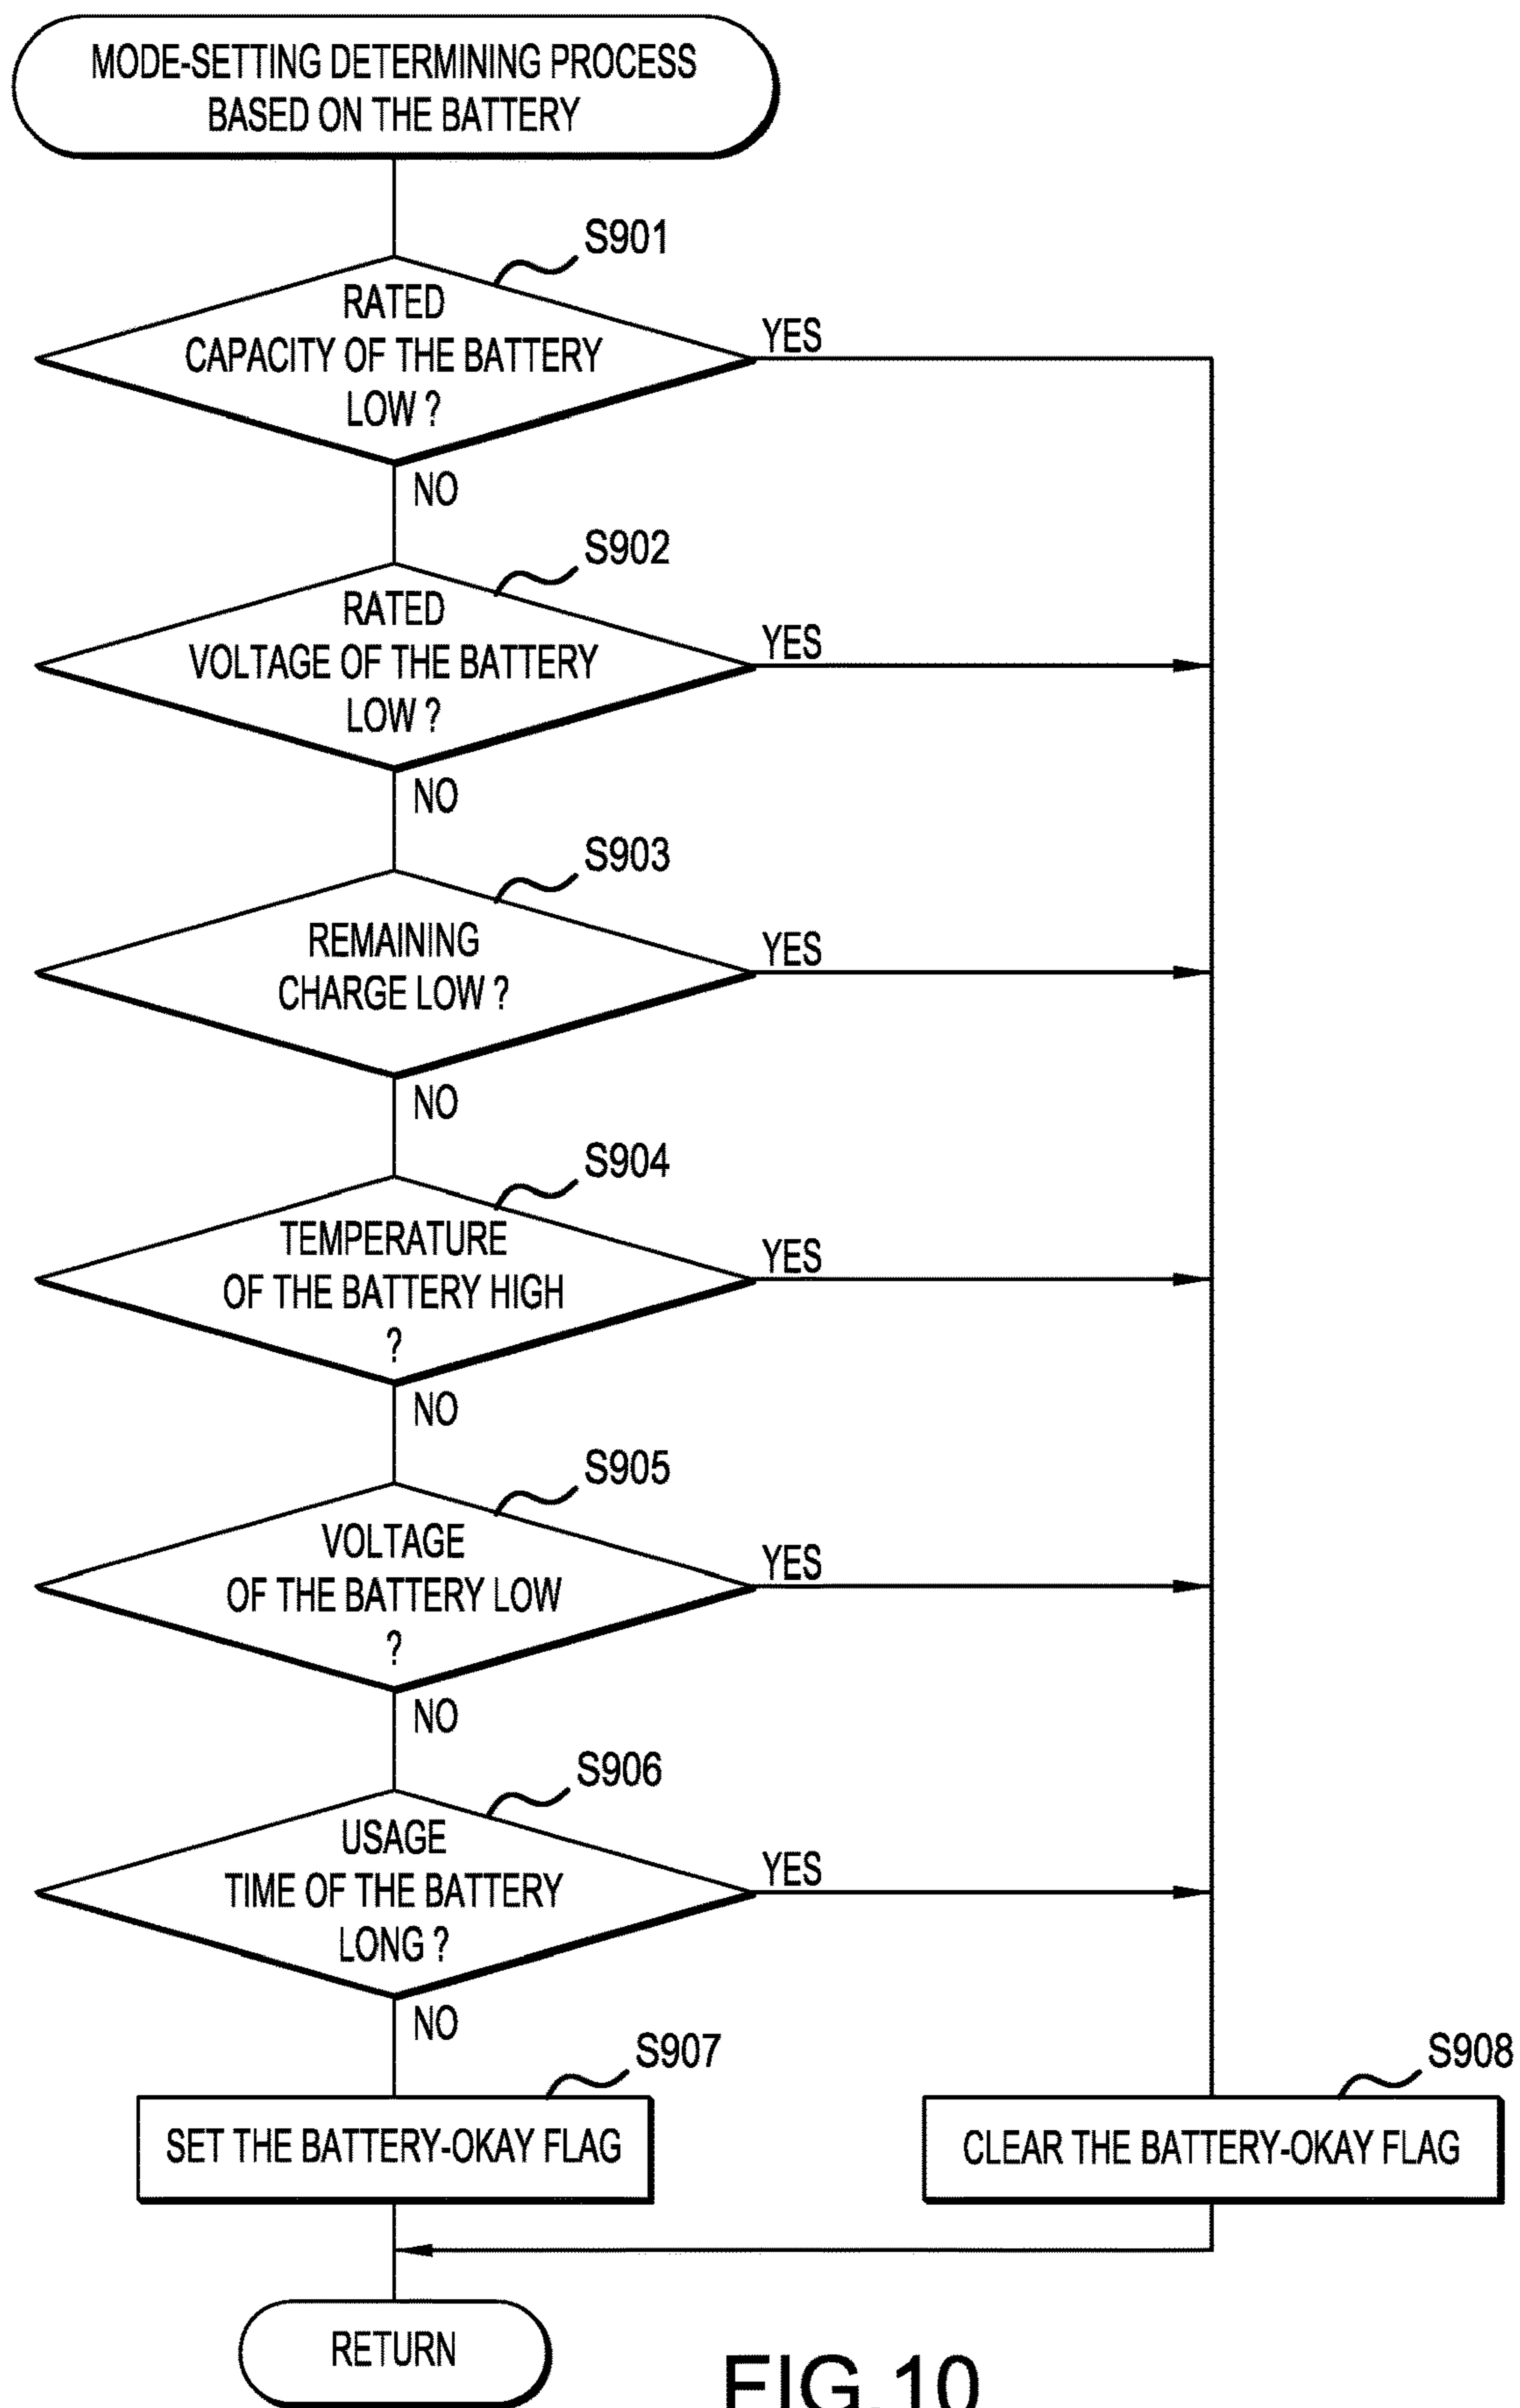 MODE-SETTING DETERMINING PROCESS
BASED ON THE BATTERY
S901
RATED
CAPACITY OF THE BATTERY
LOW ?
YES
NO
S902
RATED
VOLTAGE OF THE BATTERY
LOW ?
YES
NO
S903
REMAINING
CHARGE LOW ?
YES
NO
S904
TEMPERATURE
OF THE BATTERY HIGH
?
YES
NO
S905
VOLTAGE
OF THE BATTERY LOW
?
YES
NO
S906
USAGE
TIME OF THE BATTERY
LONG ?
YES
NO
S907
SET THE BATTERY-OKAY FLAG
S908
CLEAR THE BATTERY-OKAY FLAG
RETURN
FIG.10